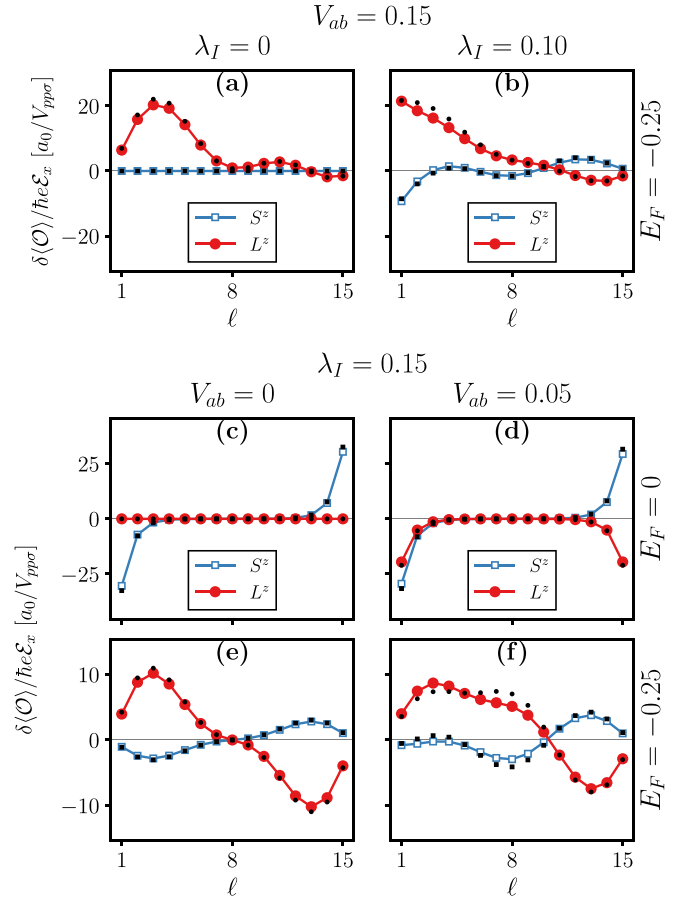 V_{ab} = 0.15
λ_I = 0
λ_I = 0.10
(a)
(b)
20
0
−20
δ⟨𝒪⟩/ℏeℰ_x [a_0/V_{ppσ}]
S^z
L^z
S^z
L^z
E_F = −0.25
1
8
15
1
8
15
ℓ
ℓ
λ_I = 0.15
V_{ab} = 0
V_{ab} = 0.05
(c)
(d)
25
0
−25
S^z
L^z
S^z
L^z
E_F = 0
δ⟨𝒪⟩/ℏeℰ_x [a_0/V_{ppσ}]
(e)
(f)
10
0
−10
E_F = −0.25
1
8
15
1
8
15
ℓ
ℓ